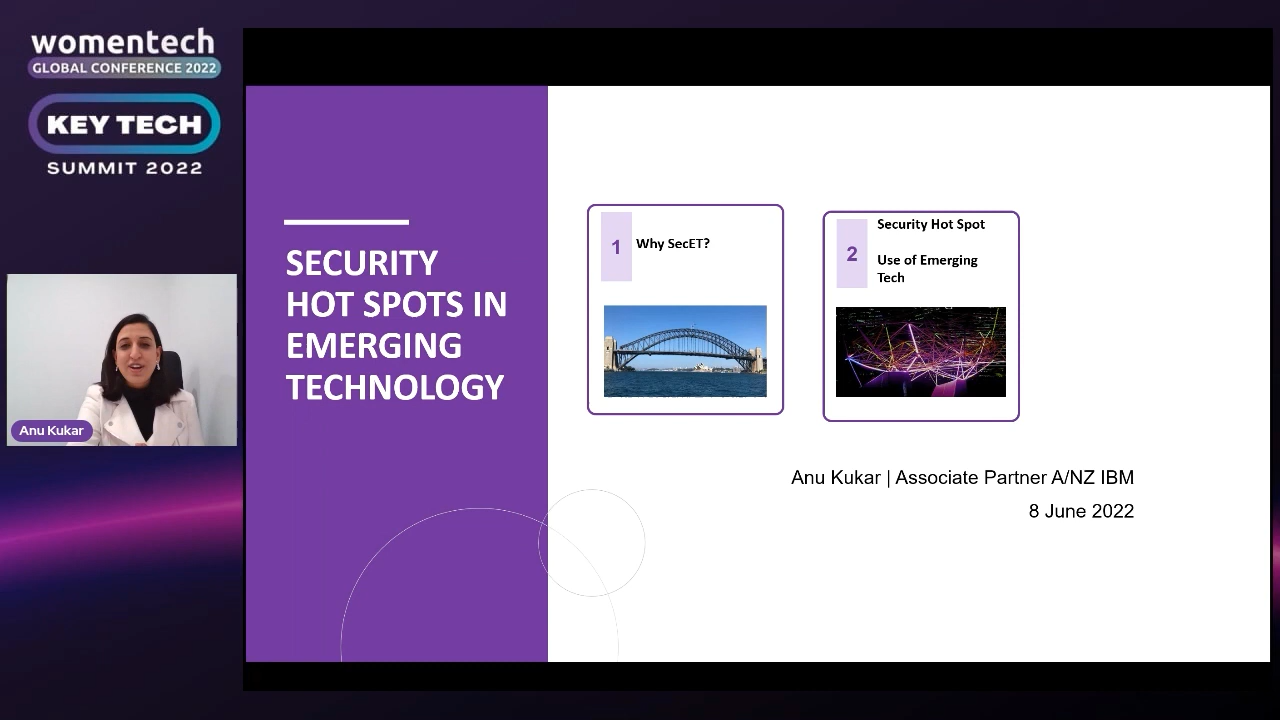 womentech
GLOBAL CONFERENCE 2022
KEY TECH
SUMMIT 2022
Anu Kukar
SECURITY
HOT SPOTS IN
EMERGING
TECHNOLOGY
1
Why SecET?
2
Security Hot Spot
Use of Emerging
Tech
Anu Kukar | Associate Partner A/NZ IBM
8 June 2022